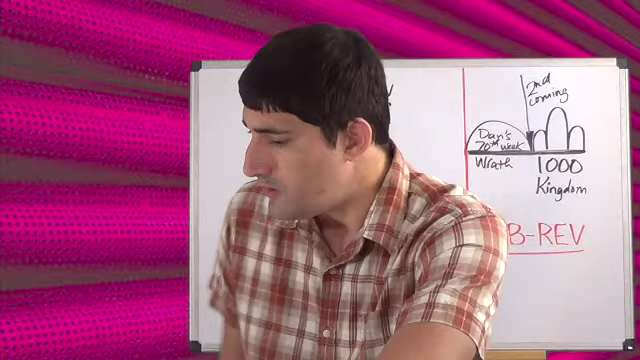 2nd
coming
Dan's
70th week
Wrath
1000
Kingdom
B-REV